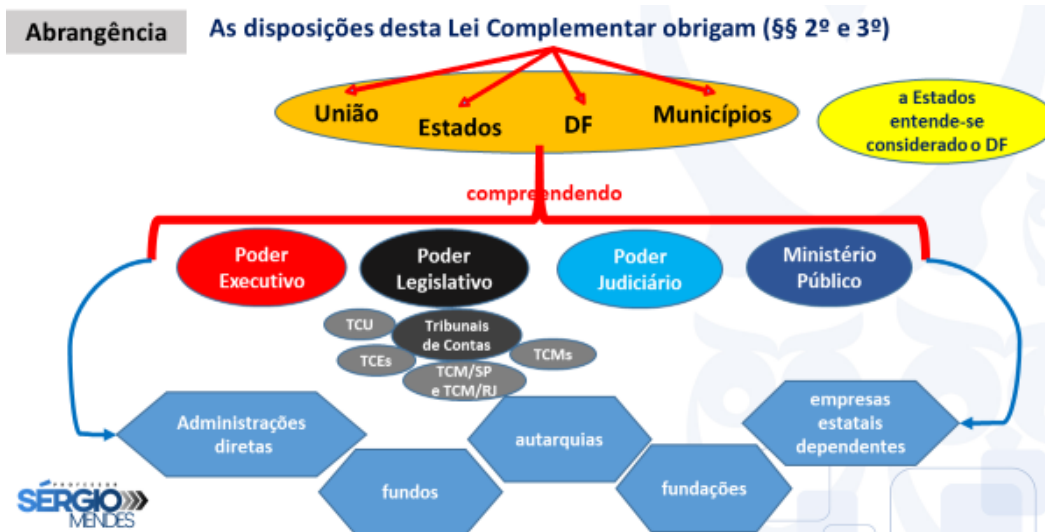 Abrangência
As disposições desta Lei Complementar obrigam (§§ 2º e 3º)
União
Estados
DF
Municípios
a Estados
entende-se
considerado o DF
compreendendo
Poder
Executivo
Poder
Legislativo
Poder
Judiciário
Ministério
Público
TCU
Tribunais
de Contas
TCEs
TCMs
TCM/SP
e TCM/RJ
Administrações
diretas
fundos
autarquias
fundações
empresas
estatais
dependentes
PROFESSOR
SÉRGIO
MENDES